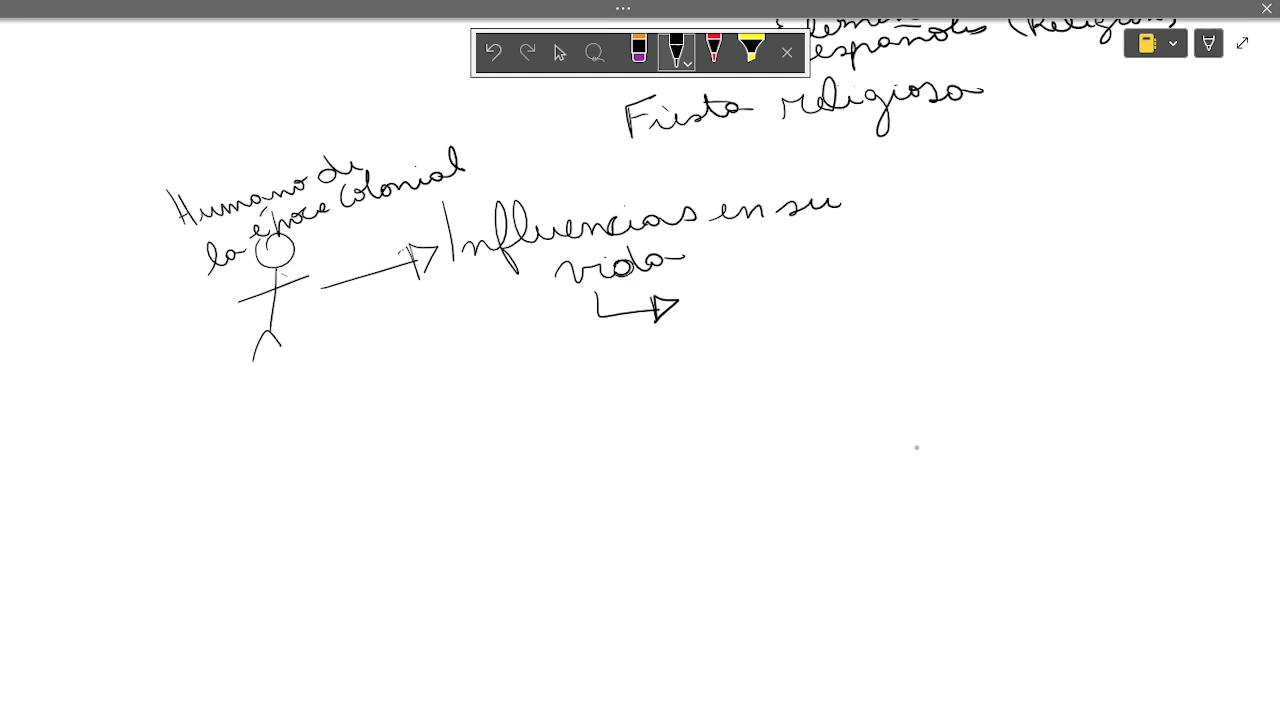 españoles (Religión)
Fiesta religiosa
Humano de
la época Colonial
Influencias en su
vida